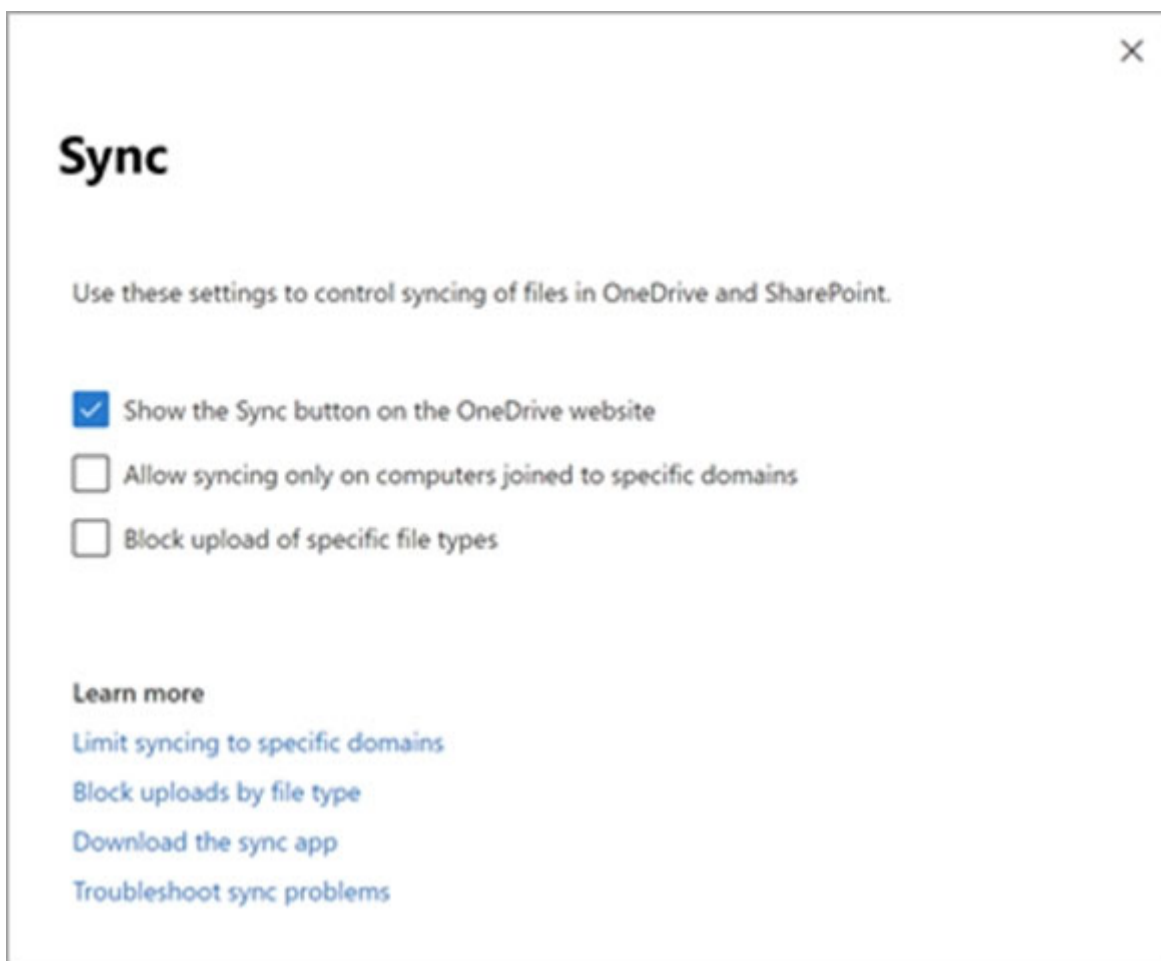 Sync
Use these settings to control syncing of files in OneDrive and SharePoint.
Show the Sync button on the OneDrive website
Allow syncing only on computers joined to specific domains
Block upload of specific file types
Learn more
Limit syncing to specific domains
Block uploads by file type
Download the sync app
Troubleshoot sync problems